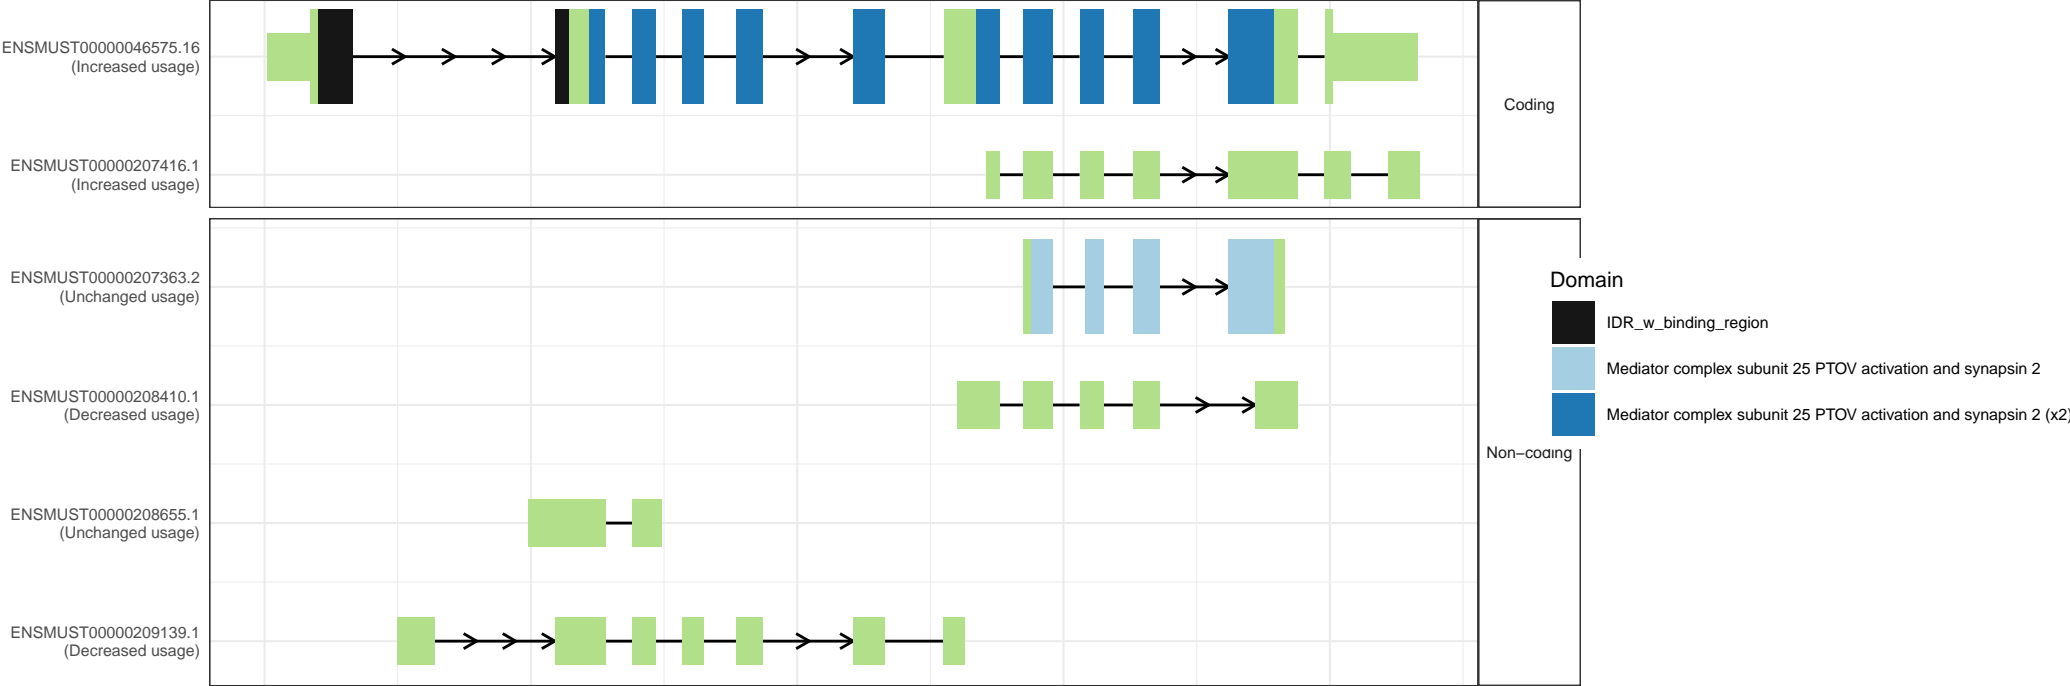 ENSMUST00000046575.16
(Increased usage)
ENSMUST00000207416.1
(Increased usage)
Coding
ENSMUST00000207363.2
(Unchanged usage)
ENSMUST00000208410.1
(Decreased usage)
ENSMUST00000208655.1
(Unchanged usage)
ENSMUST00000209139.1
(Decreased usage)
Non−coding
Domain
IDR_w_binding_region
Mediator complex subunit 25 PTOV activation and synapsin 2
Mediator complex subunit 25 PTOV activation and synapsin 2 (x2)